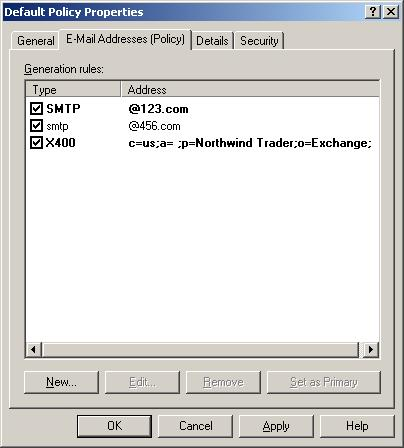 Default Policy Properties
General E-Mail Addresses (Policy) Details Security
Generation rules:
Type Address
SMTP @123.com
smtp @456.com
X400 c=us;a= ;p=Northwind Trader;o=Exchange;
New... Edit... Remove Set as Primary
OK Cancel Apply Help